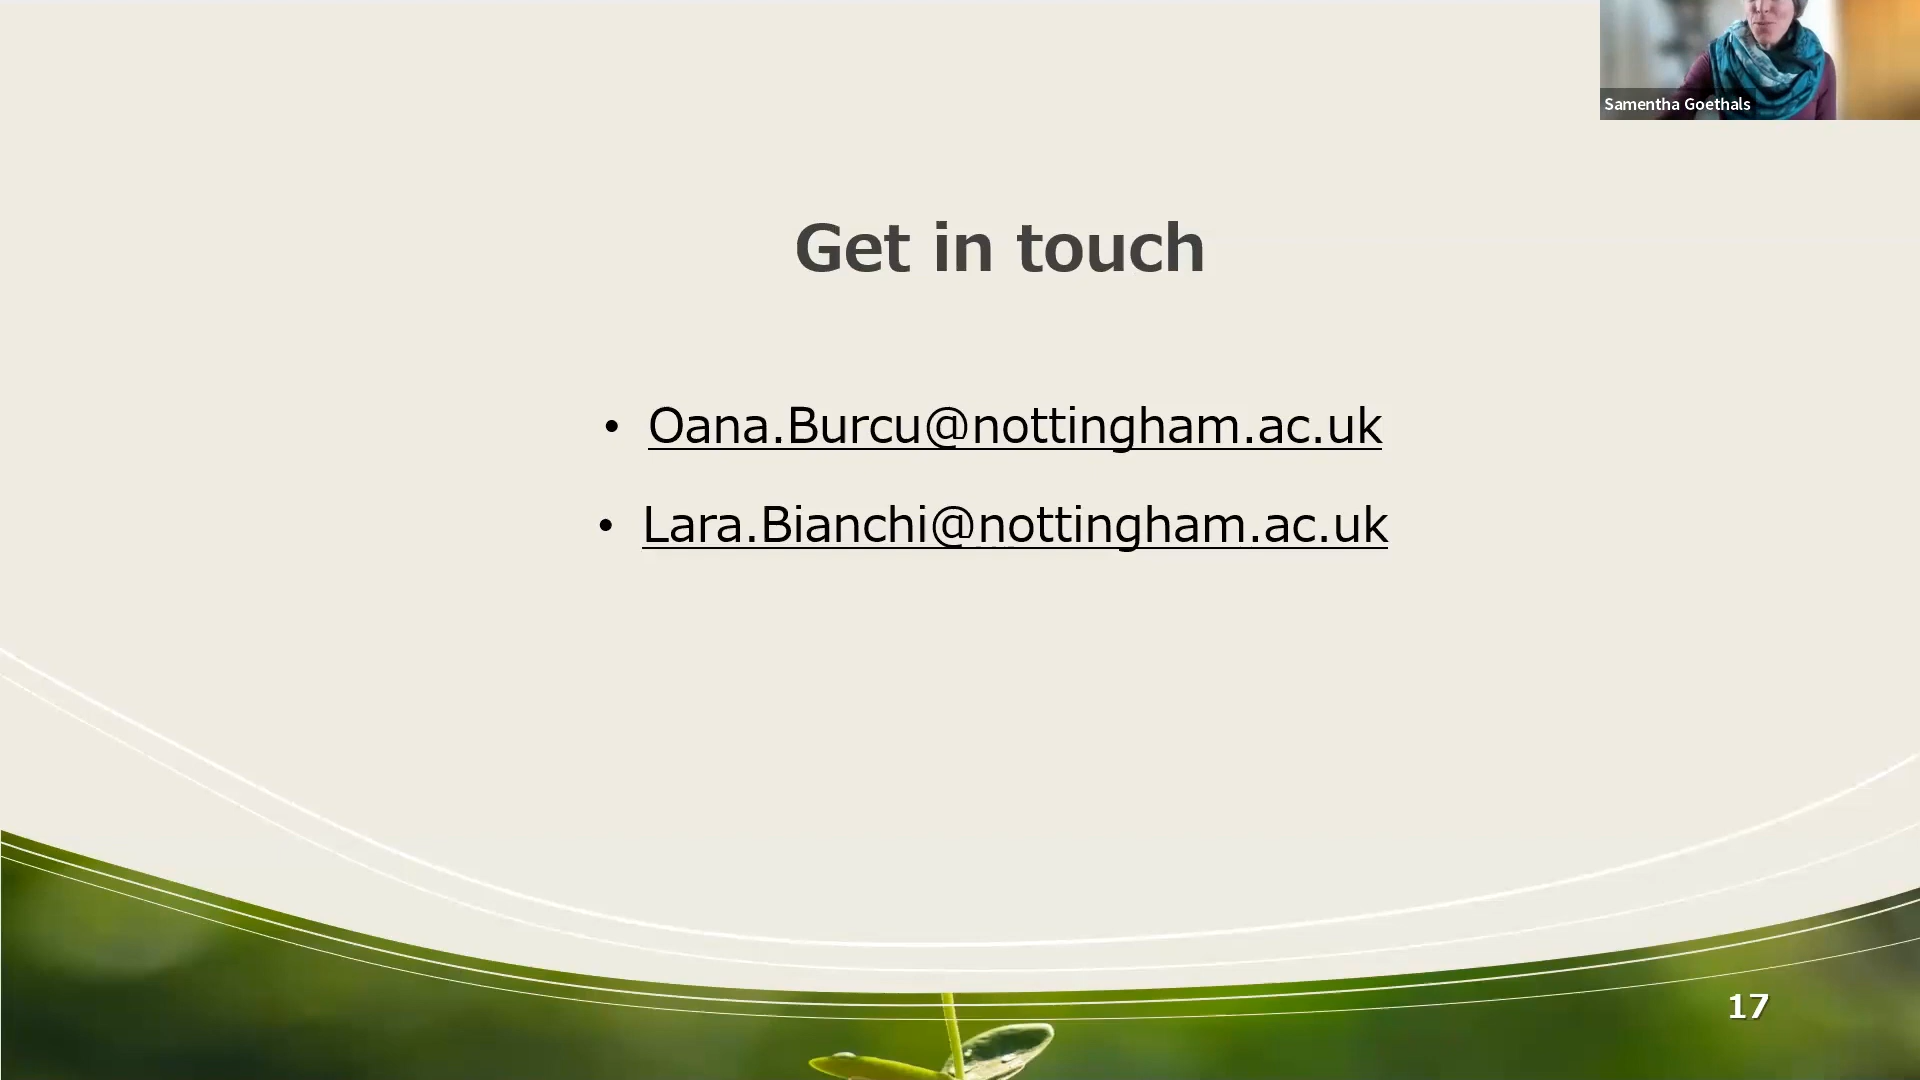 Samentha Goethals
Get in touch
• Oana.Burcu@nottingham.ac.uk
• Lara.Bianchi@nottingham.ac.uk
17